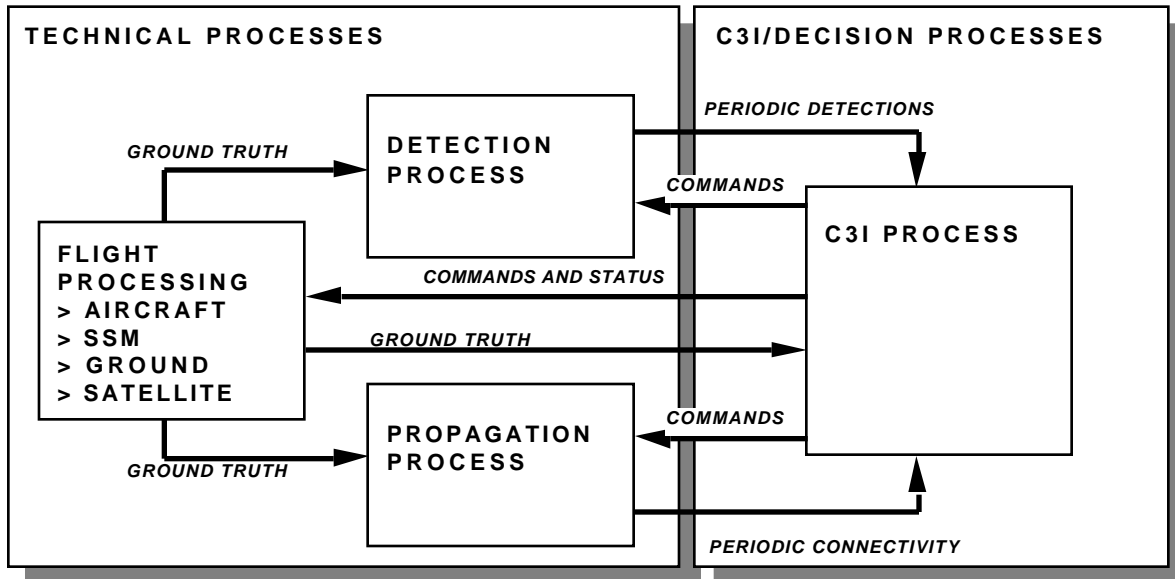 TECHNICAL PROCESSES
C3I/DECISION PROCESSES
PERIODIC DETECTIONS
DETECTION
PROCESS
GROUND TRUTH
COMMANDS
C3I PROCESS
FLIGHT
PROCESSING
> AIRCRAFT
> SSM
> GROUND
> SATELLITE
COMMANDS AND STATUS
GROUND TRUTH
COMMANDS
PROPAGATION
PROCESS
GROUND TRUTH
PERIODIC CONNECTIVITY